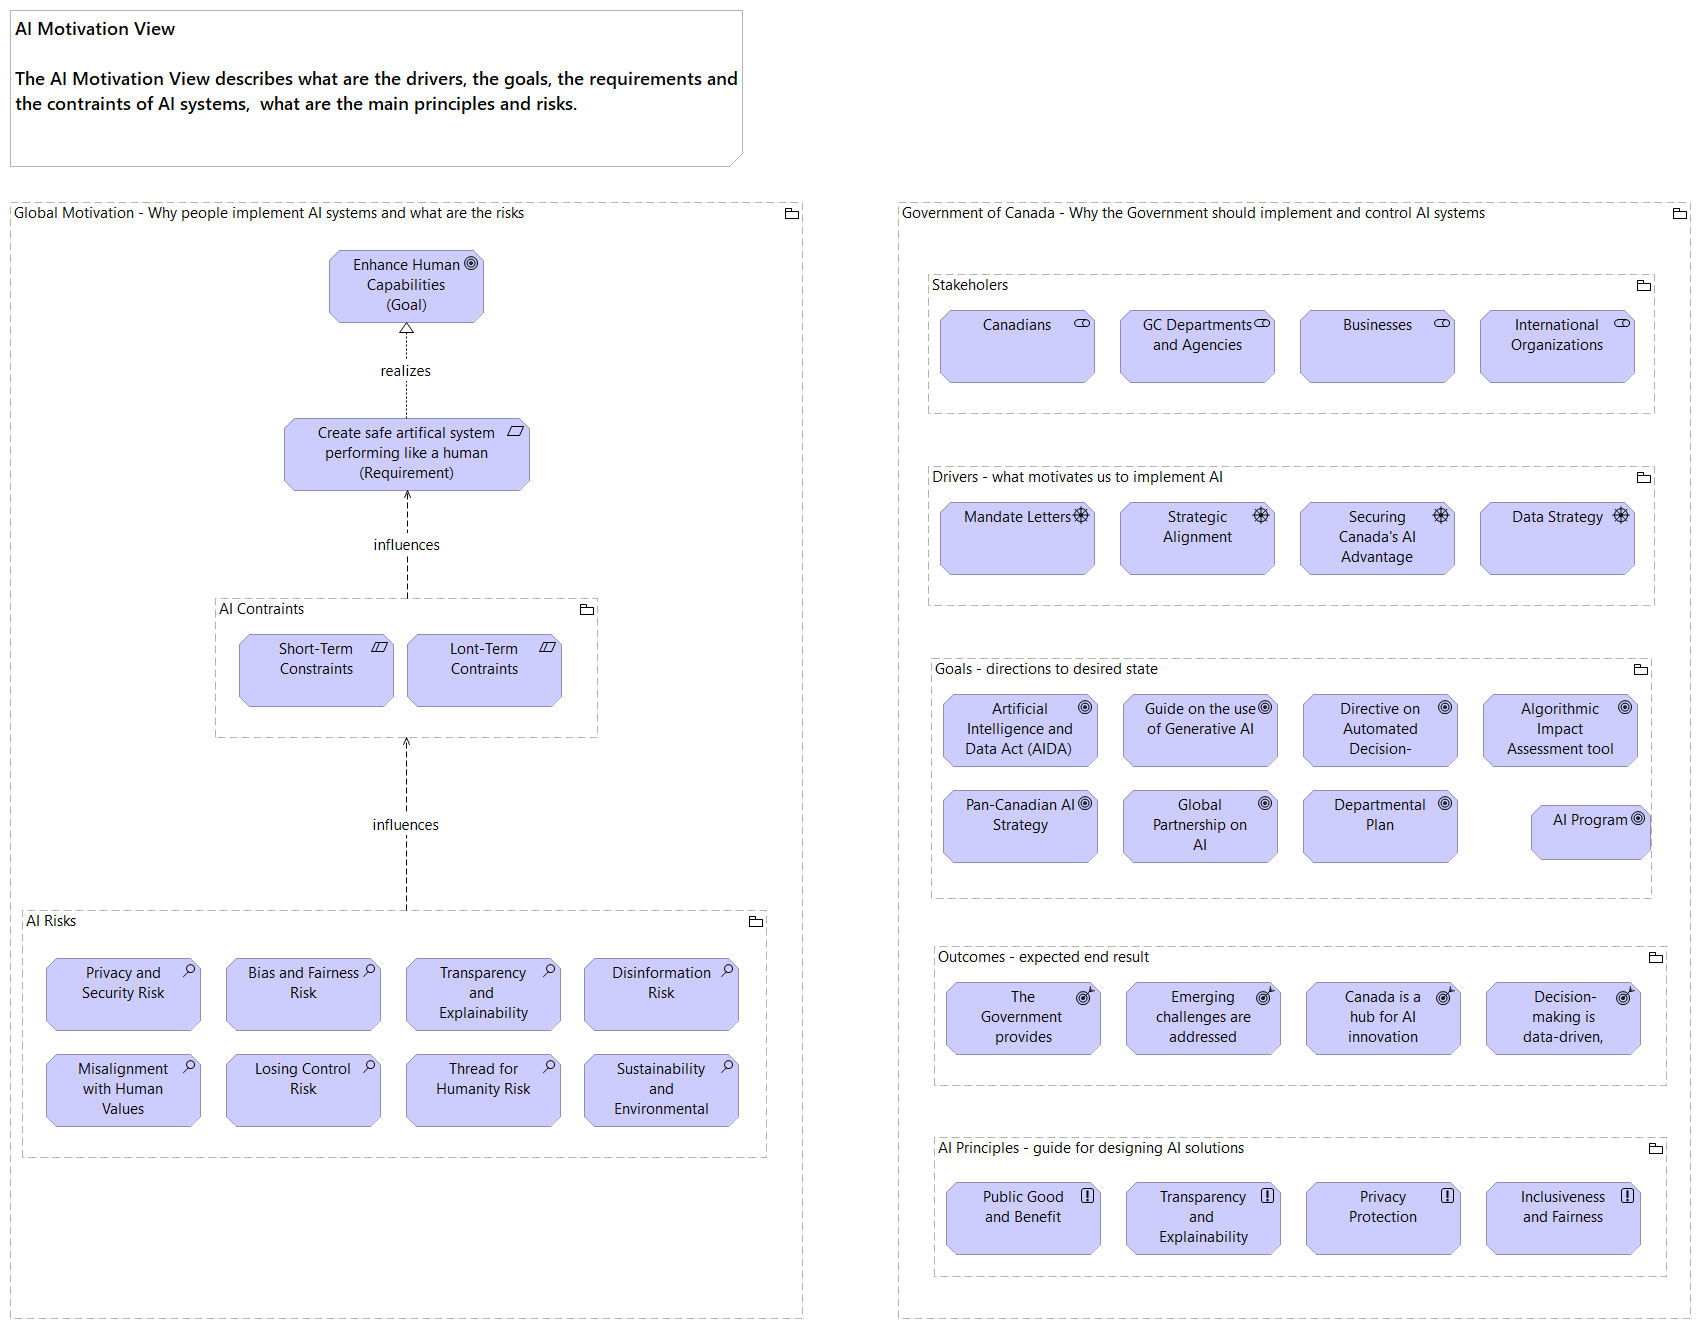 AI Motivation View
The AI Motivation View describes what are the drivers, the goals, the requirements and
the contraints of AI systems,  what are the main principles and risks.
Global Motivation - Why people implement AI systems and what are the risks
Enhance Human
Capabilities
(Goal)
realizes
Create safe artifical system
performing like a human
(Requirement)
influences
AI Contraints
Short-Term
Constraints
Lont-Term
Contraints
influences
AI Risks
Privacy and
Security Risk
Bias and Fairness
Risk
Transparency
and
Explainability
Disinformation
Risk
Misalignment
with Human
Values
Losing Control
Risk
Thread for
Humanity Risk
Sustainability
and
Environmental
Government of Canada - Why the Government should implement and control AI systems
Stakeholers
Canadians
GC Departments
and Agencies
Businesses
International
Organizations
Drivers - what motivates us to implement AI
Mandate Letters
Strategic
Alignment
Securing
Canada's AI
Advantage
Data Strategy
Goals - directions to desired state
Artificial
Intelligence and
Data Act (AIDA)
Guide on the use
of Generative AI
Directive on
Automated
Decision-
Algorithmic
Impact
Assessment tool
Pan-Canadian AI
Strategy
Global
Partnership on
AI
Departmental
Plan
AI Program
Outcomes - expected end result
The
Government
provides
Emerging
challenges are
addressed
Canada is a
hub for AI
innovation
Decision-
making is
data-driven,
AI Principles - guide for designing AI solutions
Public Good
and Benefit
Transparency
and
Explainability
Privacy
Protection
Inclusiveness
and Fairness